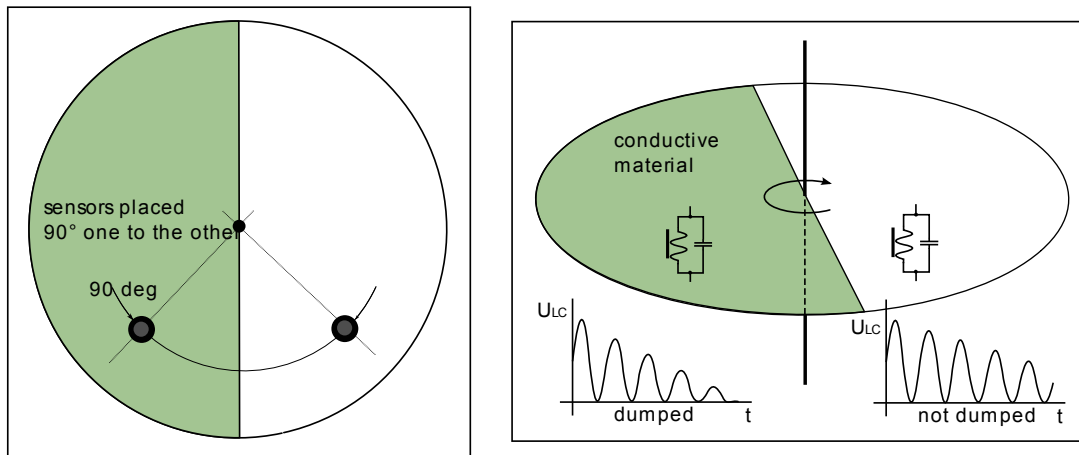 sensors placed
90° one to the other
90 deg
conductive
material
ULC
dumped
t
ULC
not dumped
t